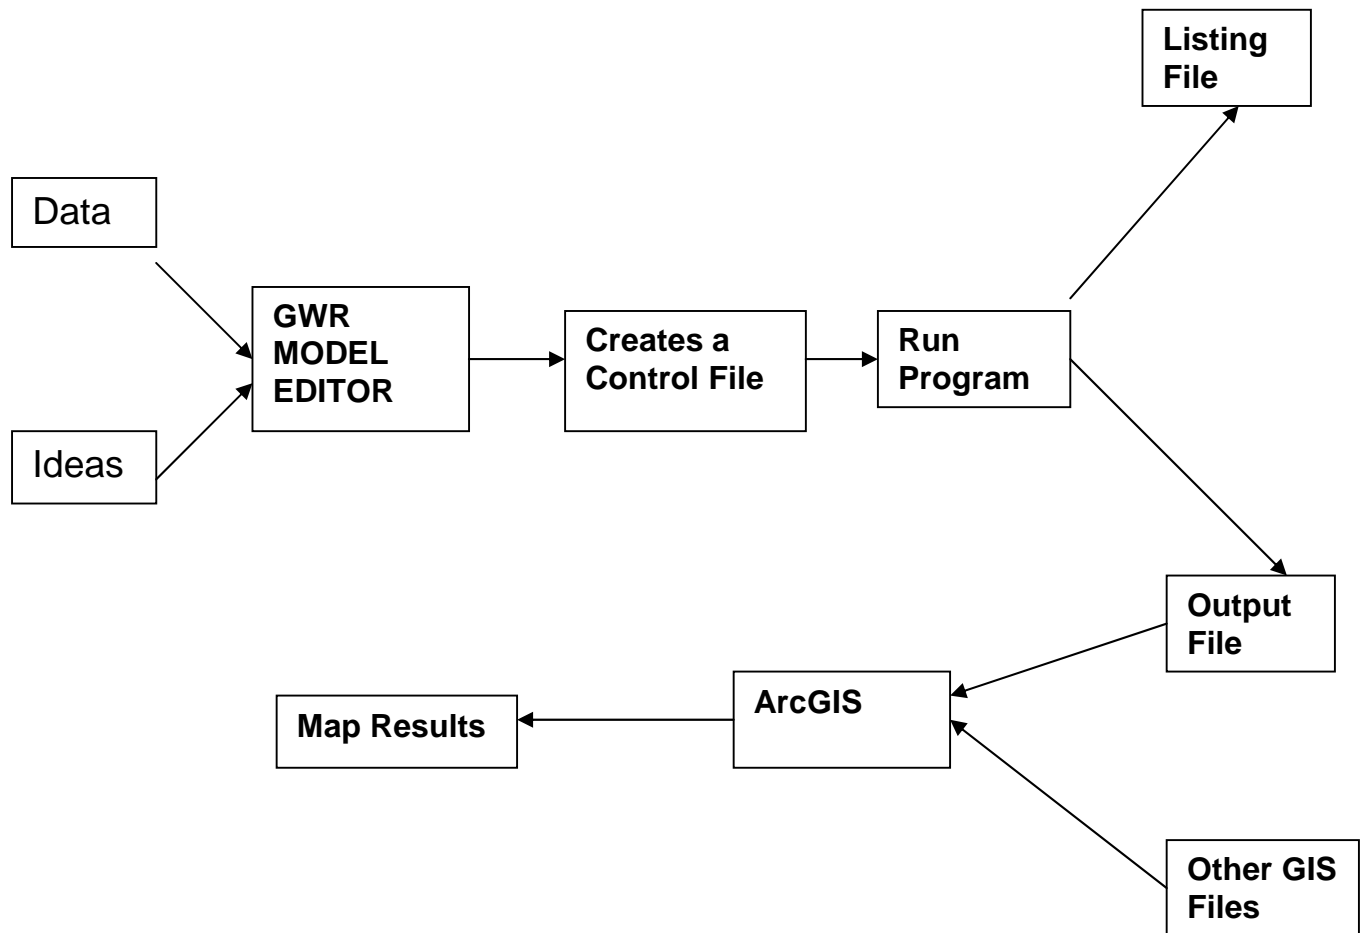 Listing
File
Data
GWR
MODEL
EDITOR
Creates a
Control File
Run
Program
Ideas
Output
File
ArcGIS
Map Results
Other GIS
Files